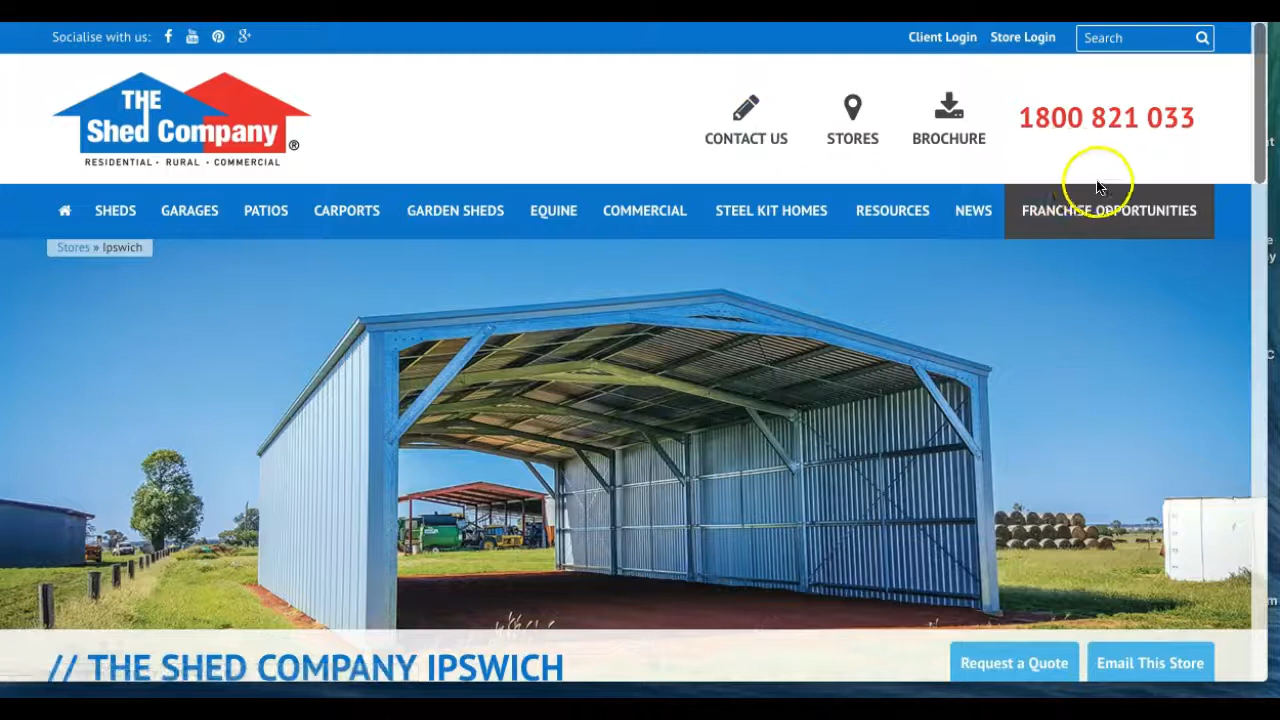 Socialise with us:
Client Login Store Login Search
THE
Shed Company ®
RESIDENTIAL • RURAL • COMMERCIAL
CONTACT US STORES BROCHURE 1800 821 033
SHEDS GARAGES PATIOS CARPORTS GARDEN SHEDS EQUINE COMMERCIAL STEEL KIT HOMES RESOURCES NEWS FRANCHISE OPPORTUNITIES
Stores » Ipswich
// THE SHED COMPANY IPSWICH
Request a Quote Email This Store